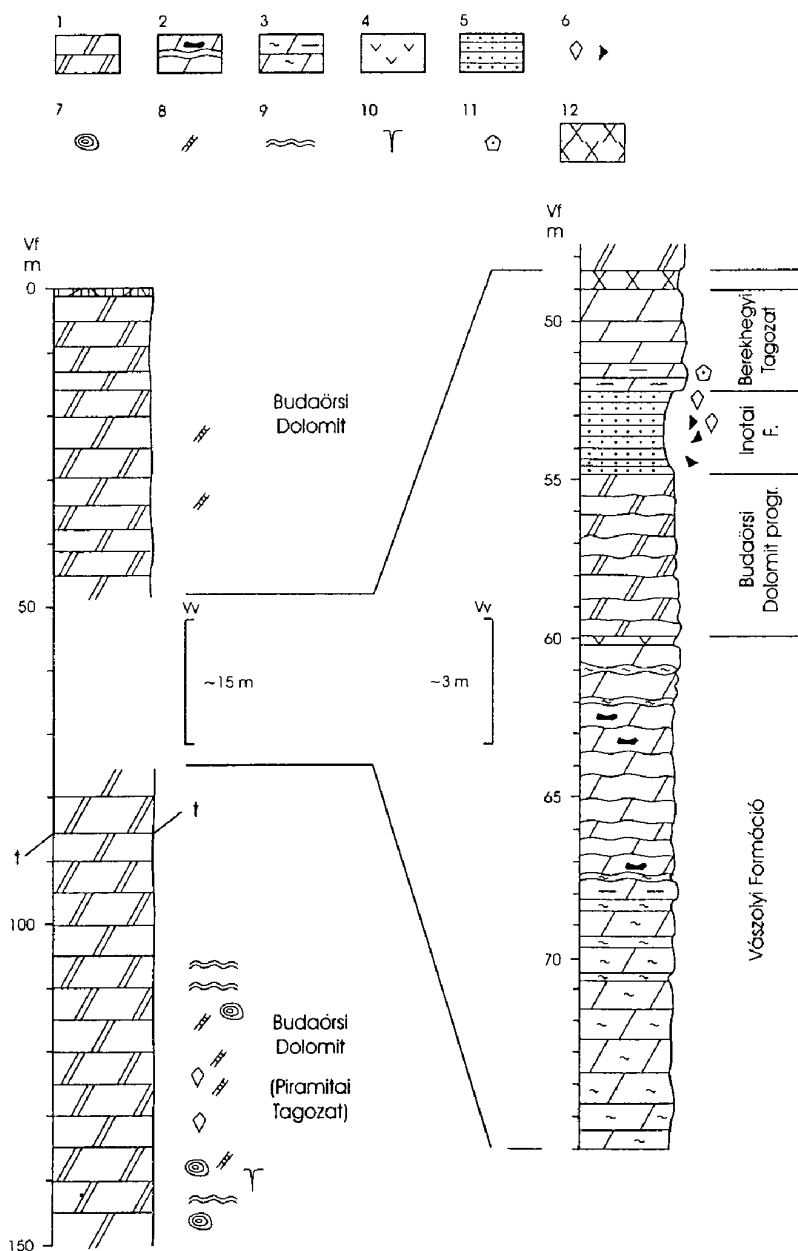 1 2 3 4 5 6
7 8 9 10 11 12
Vf
m
0
50
100
150
Budaörsi
Dolomit
Vv
~15 m
t
t
Budaörsi
Dolomit
(Piramitai
Tagozat)
Vf
m
50
55
60
65
70
Vv
~3 m
Berekhegyi
Tagozat
Inotai
F.
Budaörsi
Dolomit progr.
Vászolyi Formáció